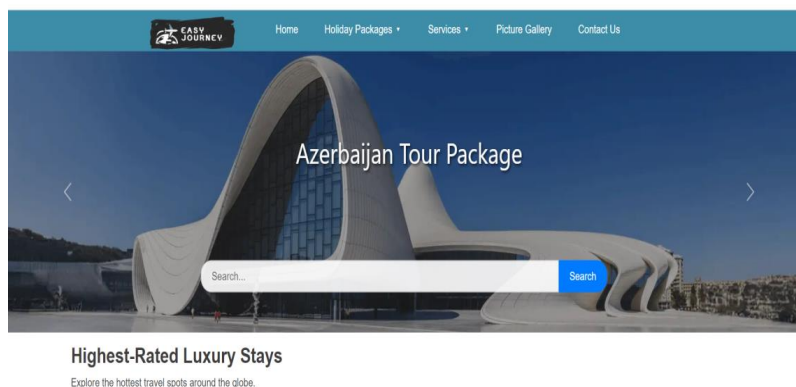 EASY
JOURNEY
Home Holiday Packages ▾ Services ▾ Picture Gallery Contact Us
Azerbaijan Tour Package
Search... Search
Highest-Rated Luxury Stays
Explore the hottest travel spots around the globe.